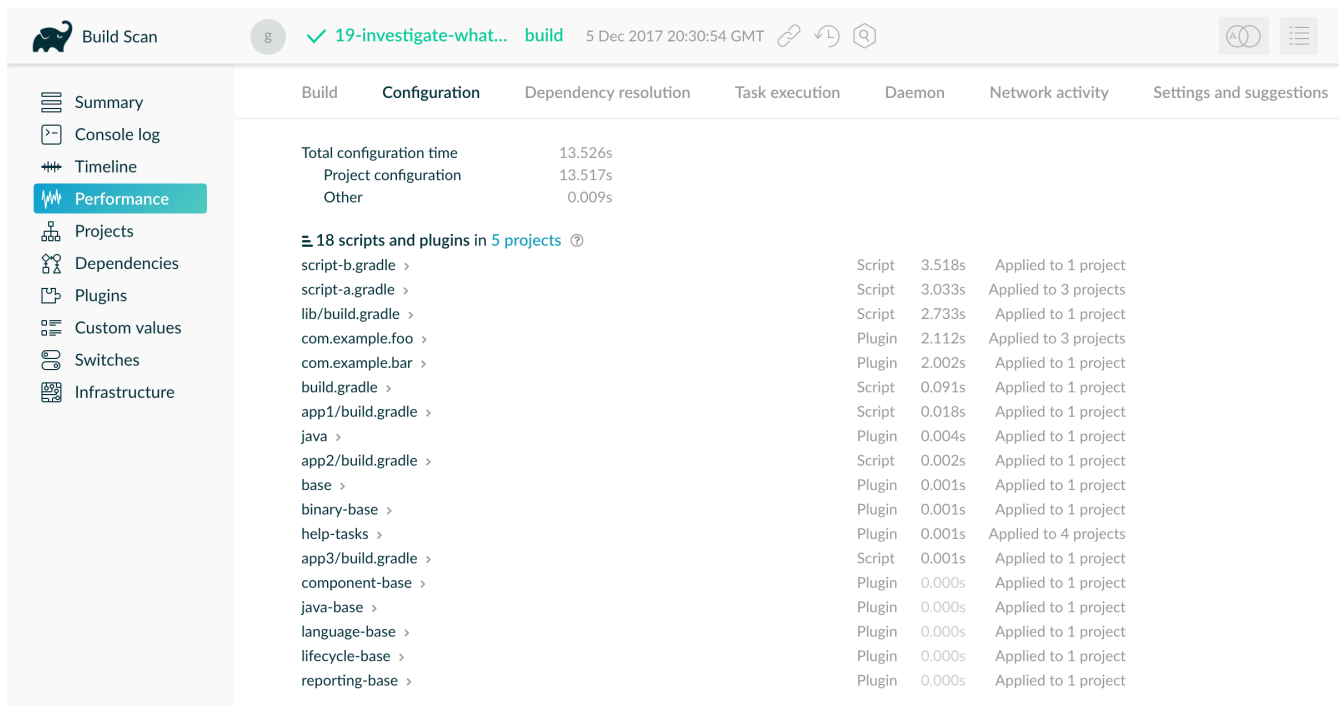 Build Scan
g 19-investigate-what... build 5 Dec 2017 20:30:54 GMT
A
Summary
Console log
Timeline
Performance
Projects
Dependencies
Plugins
Custom values
Switches
Infrastructure
Build Configuration Dependency resolution Task execution Daemon Network activity Settings and suggestions
Total configuration time 13.526s
Project configuration 13.517s
Other 0.009s
18 scripts and plugins in 5 projects ?
script-b.gradle > Script 3.518s Applied to 1 project
script-a.gradle > Script 3.033s Applied to 3 projects
lib/build.gradle > Script 2.733s Applied to 1 project
com.example.foo > Plugin 2.112s Applied to 3 projects
com.example.bar > Plugin 2.002s Applied to 1 project
build.gradle > Script 0.091s Applied to 1 project
app1/build.gradle > Script 0.018s Applied to 1 project
java > Plugin 0.004s Applied to 1 project
app2/build.gradle > Script 0.002s Applied to 1 project
base > Plugin 0.001s Applied to 1 project
binary-base > Plugin 0.001s Applied to 1 project
help-tasks > Plugin 0.001s Applied to 4 projects
app3/build.gradle > Script 0.001s Applied to 1 project
component-base > Plugin 0.000s Applied to 1 project
java-base > Plugin 0.000s Applied to 1 project
language-base > Plugin 0.000s Applied to 1 project
lifecycle-base > Plugin 0.000s Applied to 1 project
reporting-base > Plugin 0.000s Applied to 1 project